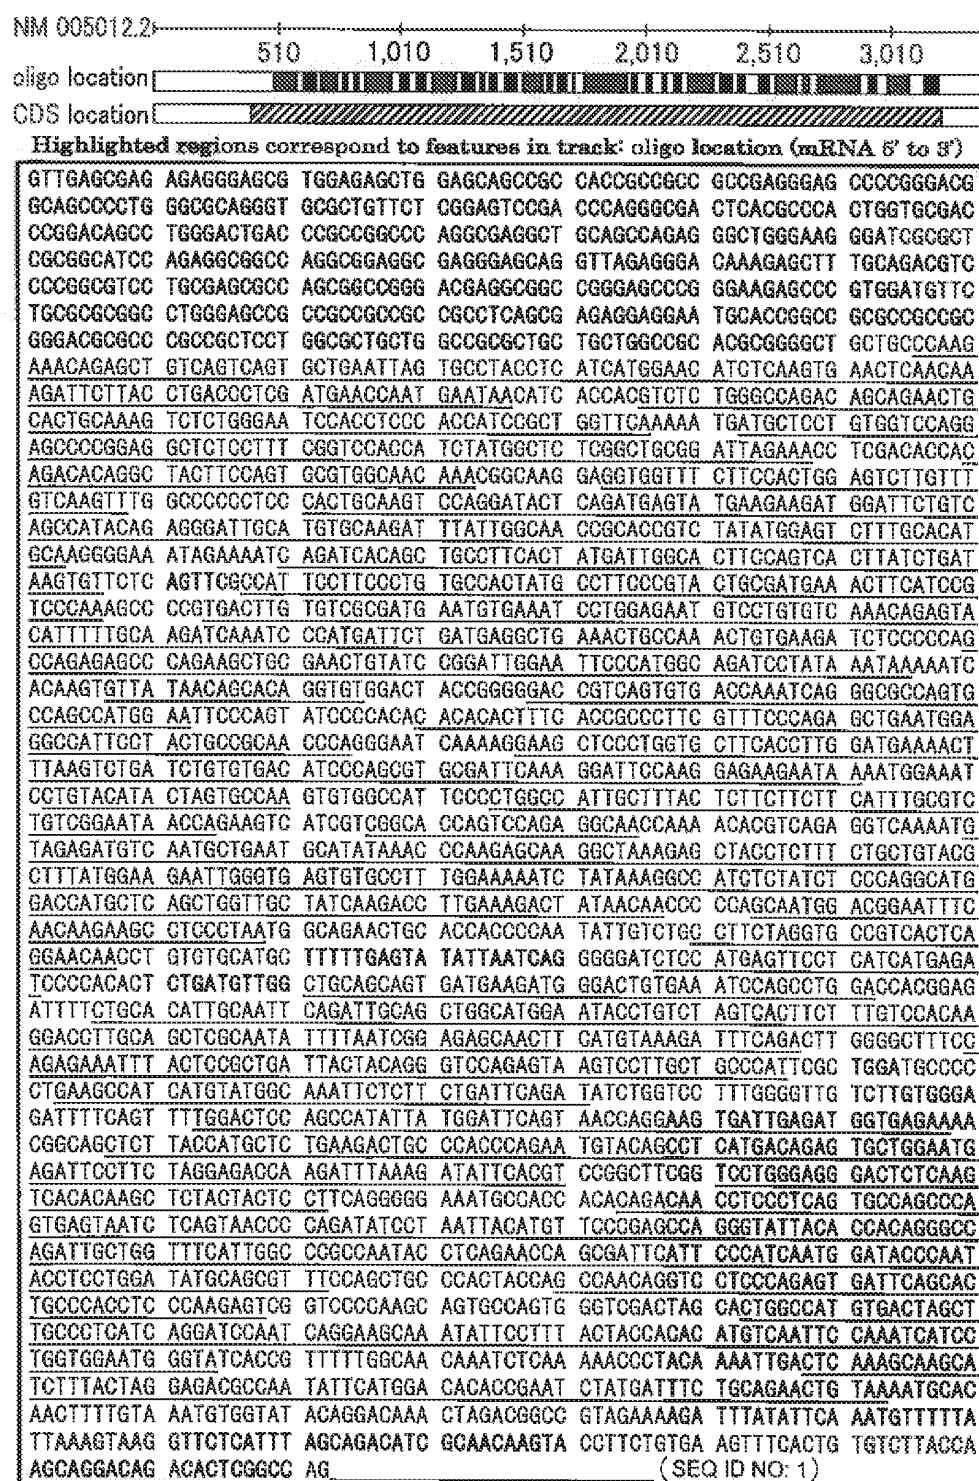 NM 005012.2
510 1,010 1,510 2,010 2,510 3,010
oligo location
CDS location
Highlighted regions correspond to features in track: oligo location (mRNA 5' to 3')
GTTGAGCGAG AGAGGGAGCG TGGAGAGCTG GAGCAGCCGC CACCGCCGCC GCCGAGGGAG CCCCGGGACG
GCAGCCCCTG GGCGCAGGGT GCGCTGTTCT CGGAGTCCGA CCCAGGGCGA CTCACGCCCA CTGGTGCGAC
CCGGACAGCC TGGGACTGAC CCGCCGGCCC AGGCGAGGCT GCAGCCAGAG GGCTGGGAAG GGATCGCGCT
CGCGGCATCC AGAGGCGGCC AGGCGGAGGC GAGGGAGCAG GTTAGAGGGA CAAAGAGCTT TGCAGACGTC
CCCGGCGTCC TGCGAGCGCC AGCGGCCGGG ACGAGGCGGC CGGGAGCCCG GGAAGAGCCC GTGGATGTTC
TGCGCGCGGC CTGGGAGCCG CCGCCGCCGC CGCCTCAGCG AGAGGAGGAA TGCACCGGCC GCGCCGCCGC
GGGACGCGCC GCCGCCTCCT GGCGCTGCTG GCCGCGCTGC TGCTGGCCGC ACGCGGGGCT GCTGCCCAAG
AAACAGAGCT GTCAGTCAGT GCTGAATTAG TGCCTACCTC ATCATGGAAC ATCTCAAGTG AACTCAACAA
AGATTCTTAC CTGACCCTCG ATGAACCAAT GAATAACATC ACCACGTCTC TGGGCCAGAC AGCAGAACTG
CACTGCAAAG TCTCTGGGAA TCCACCTCCC ACCATCCGCT GGTTCAAAAA TGATGCTCCT GTGGTCCAGG
AGCCCCGGAG GCTCTCCTTT CGGTCCACCA TCTATGGCTC TCGGCTGCGG ATTAGAAACC TCGACACCAC
AGACACAGGC TACTTCCAGT GCGTGGCAAC AAACGGCAAG GAGGTGGTTT CTTCCACTGG AGTCTTGTTT
GTCAAGTTTG GCCCCCCTCC CACTGCAAGT CCAGGATACT CAGATGAGTA TGAAGAAGAT GGATTCTGTC
AGCCATACAG AGGGATTGCA TGTGCAAGAT TTATTGGCAA CCGCACCGTC TATATGGAGT CTTTGCACAT
GCAAGGGGAA ATAGAAAATC AGATCACAGC TGCCTTCACT ATGATTGGCA CTTCCAGTCA CTTATCTGAT
AAGTGTTCTC AGTTCGCCAT TCCTTCCCTG TGCCACTATG CCTTCCCGTA CTGCGATGAA ACTTCATCCG
TCCCAAAGCC CCGTGACTTG TGTCGCGATG AATGTGAAAT CCTGGAGAAT GTCCTGTGTC AAACAGAGTA
CATTTTTGCA AGATCAAATC CCATGATTCT GATGAGGCTG AAACTGCCAA ACTGTGAAGA TCTCCCCCAG
CCAGAGAGCC CAGAAGCTGC GAACTGTATC CGGATTGGAA TTCCCATGGC AGATCCTATA AATAAAAATC
ACAAGTGTTA TAACAGCACA GGTGTGGACT ACCGGGGGAC CGTCAGTGTG ACCAAATCAG GGCGCCAGTG
CCAGCCATGG AATTCCCAGT ATCCCCACAC ACACACTTTC ACCGCCCTTC GTTTCCCAGA GCTGAATGGA
GGCCATTCCT ACTGCCGCAA CCCAGGGAAT CAAAAGGAAG CTCCCTGGTG CTTCACCTTG GATGAAAACT
TTAAGTCTGA TCTGTGTGAC ATCCCAGCGT GCGATTCAAA GGATTCCAAG GAGAAGAATA AAATGGAAAT
CCTGTACATA CTAGTGCCAA GTGTGGCCAT TCCCCTGGCC ATTGCTTTAC TCTTCTTCTT CATTTGCGTC
TGTCGGAATA ACCAGAAGTC ATCGTCGGCA CCAGTCCAGA GGCAACCAAA ACACGTCAGA GGTCAAAATG
TAGAGATGTC AATGCTGAAT GCATATAAAC CCAAGAGCAA GGCTAAAGAG CTACCTCTTT CTGCTGTACG
CTTTATGGAA GAATTGGGTG AGTGTGCCTT TGGAAAAATC TATAAAGGCC ATCTCTATCT CCCAGGCATG
GACCATGCTC AGCTGGTTGC TATCAAGACC TTGAAAGACT ATAACAACCC CCAGCAATGG ACGGAATTTC
AACAAGAAGC CTCCCTAATG GCAGAACTGC ACCACCCCAA TATTGTCTGC CTTCTAGGTG CCGTCACTCA
GGAACAACCT GTGTGCATGC TTTTTGAGTA TATTAATCAG GGGGATCTCC ATGAGTTCCT CATCATGAGA
TCCCCACACT CTGATGTTGG CTGCAGCAGT GATGAAGATG GGACTGTGAA ATCCAGCCTG GACCACGGAG
ATTTTCTGCA CATTGCAATT CAGATTGCAG CTGGCATGGA ATACCTGTCT AGTCACTTCT TTGTCCACAA
GGACCTTGCA GCTCGCAATA TTTTAATCGG AGAGCAACTT CATGTAAAGA TTTCAGACTT GGGGCTTTCC
AGAGAAATTT ACTCCGCTGA TTACTACAGG GTCCAGAGTA AGTCCTTGCT GCCCATTCGC TGGATGCCCC
CTGAAGCCAT CATGTATGGC AAATTCTCTT CTGATTCAGA TATCTGGTCC TTTGGGGTTG TCTTGTGGGA
GATTTTCAGT TTTGGACTCC AGCCATATTA TGGATTCAGT AACCAGGAAG TGATTGAGAT GGTGAGAAAA
CGGCAGCTCT TACCATGCTC TGAAGACTGC CCACCCAGAA TGTACAGCCT CATGACAGAG TGCTGGAATG
AGATTCCTTC TAGGAGACCA AGATTTAAAG ATATTCACGT CCGGCTTCGG TCCTGGGAGG GACTCTCAAG
TCACACAAGC TCTACTACTC CTTCAGGGGG AAATGCCACC ACACAGACAA CCTCCCTCAG TGCCAGCCCA
GTGAGTAATC TCAGTAACCC CAGATATCCT AATTACATGT TCCCGAGCCA GGGTATTACA CCACAGGGCC
AGATTGCTGG TTTCATTGGC CCGCCAATAC CTCAGAACCA GCGATTCATT CCCATCAATG GATACCCAAT
ACCTCCTGGA TATGCAGCGT TTCCAGCTGC CCACTACCAG CCAACAGGTC CTCCCAGAGT GATTCAGCAC
TGCCCACCTC CCAAGAGTCG GTCCCCAAGC AGTGCCAGTG GGTCGACTAG CACTGGCCAT GTGACTAGCT
TGCCCTCATC AGGATCCAAT CAGGAAGCAA ATATTCCTTT ACTACCACAC ATGTCAATTC CAAATCATCC
TGGTGGAATG GGTATCACCG TTTTTGGCAA CAAATCTCAA AAACCCTACA AAATTGACTC AAAGCAAGCA
TCTTTACTAG GAGACGCCAA TATTCATGGA CACACCGAAT CTATGATTTC TGCAGAACTG TAAAATGCAC
AACTTTTGTA AATGTGGTAT ACAGGACAAA CTAGACGGCC GTAGAAAAGA TTTATATTCA AATGTTTTTA
TTAAAGTAAG GTTCTCATTT AGCAGACATC GCAACAAGTA CCTTCTGTGA AGTTTCACTG TGTCTTACCA
AGCAGGACAG ACACTCGGCC AG (SEQ ID NO: 1)